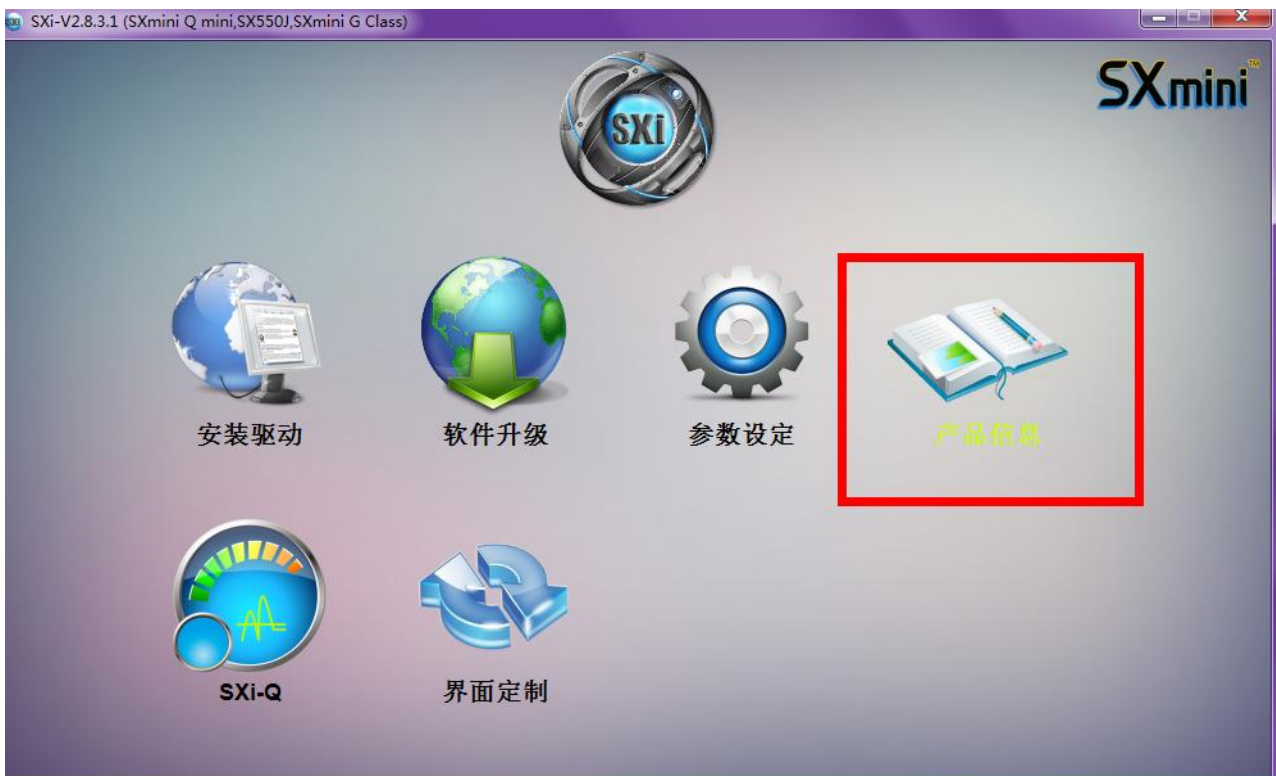 SXi-V2.8.3.1 (SXmini Q mini,SX550J,SXmini G Class)
SXmini™
SXi
安装驱动
软件升级
参数设定
产品信息
SXi-Q
界面定制